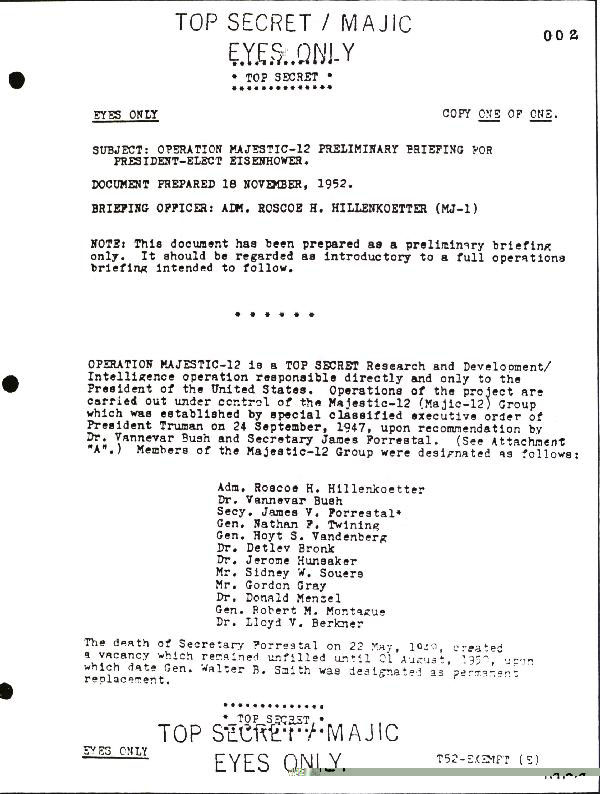 TOP SECRET / MAJIC
EYES ONLY
002
* TOP SECRET *
EYES ONLY
COPY ONE OF ONE.
SUBJECT: OPERATION MAJESTIC-12 PRELIMINARY BRIEFING FOR
PRESIDENT-ELECT EISENHOWER.
DOCUMENT PREPARED 18 NOVEMBER, 1952.
BRIEFING OFFICER: ADM. ROSCOE H. HILLENKOETTER (MJ-1)
NOTE: This document has been prepared as a preliminary briefing
only. It should be regarded as introductory to a full operations
briefing intended to follow.
* * * * * *
OPERATION MAJESTIC-12 is a TOP SECRET Research and Development/
Intelligence operation responsible directly and only to the
President of the United States. Operations of the project are
carried out under control of the Majestic-12 (Majic-12) Group
which was established by special classified executive order of
President Truman on 24 September, 1947, upon recommendation by
Dr. Vannevar Bush and Secretary James Forrestal. (See Attachment
"A".) Members of the Majestic-12 Group were designated as follows:
Adm. Roscoe H. Hillenkoetter
Dr. Vannevar Bush
Secy. James V. Forrestal*
Gen. Nathan F. Twining
Gen. Hoyt S. Vandenberg
Dr. Detlev Bronk
Dr. Jerome Hunsaker
Mr. Sidney W. Souers
Mr. Gordon Gray
Dr. Donald Menzel
Gen. Robert M. Montague
Dr. Lloyd V. Berkner
The death of Secretary Forrestal on 22 May, 1949, created
a vacancy which remained unfilled until 01 August, 1950, upon
which date Gen. Walter B. Smith was designated as permanent
replacement.
* TOP SECRET *
TOP SECRET / MAJIC
EYES ONLY
EYES ONLY
T52-EXEMPT (E)